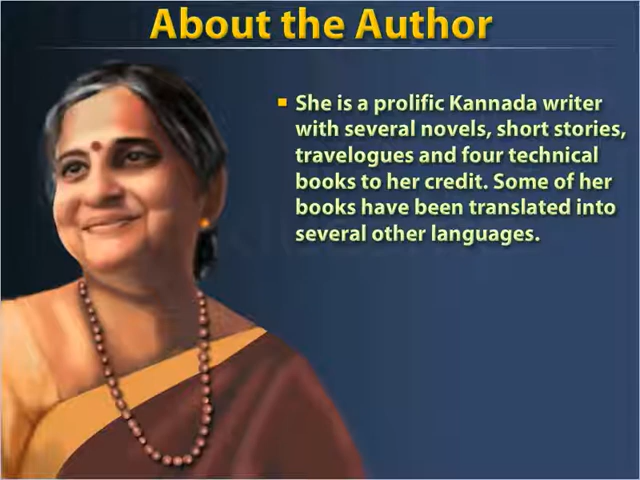 About the Author
She is a prolific Kannada writer
with several novels, short stories,
travelogues and four technical
books to her credit. Some of her
books have been translated into
several other languages.